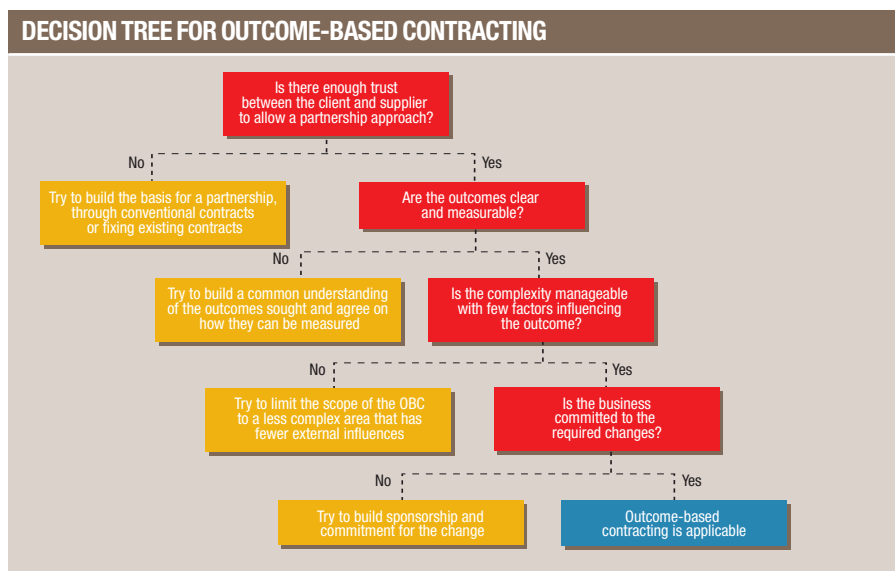 DECISION TREE FOR OUTCOME-BASED CONTRACTING
Is there enough trust
between the client and supplier
to allow a partnership approach?
No
Yes
Try to build the basis for a partnership,
through conventional contracts
or fixing existing contracts
Are the outcomes clear
and measurable?
No
Yes
Try to build a common understanding
of the outcomes sought and agree on
how they can be measured
Is the complexity manageable
with few factors influencing
the outcome?
No
Yes
Try to limit the scope of the OBC
to a less complex area that has
fewer external influences
Is the business
committed to the
required changes?
No
Yes
Try to build sponsorship and
commitment for the change
Outcome-based
contracting is applicable